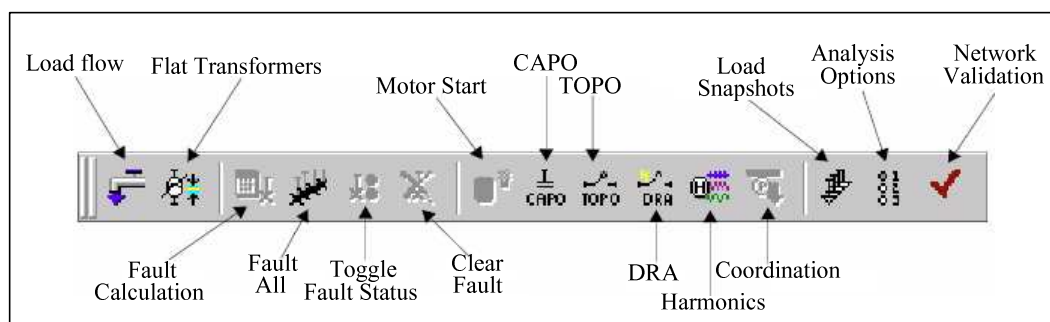 Load flow
Flat Transformers
Motor Start
CAPO
TOPO
Load
Snapshots
Analysis
Options
Network
Validation
CAPO
TOPO
DRA
Fault
Calculation
Fault
All
Toggle
Fault Status
Clear
Fault
DRA
Harmonics
Coordination